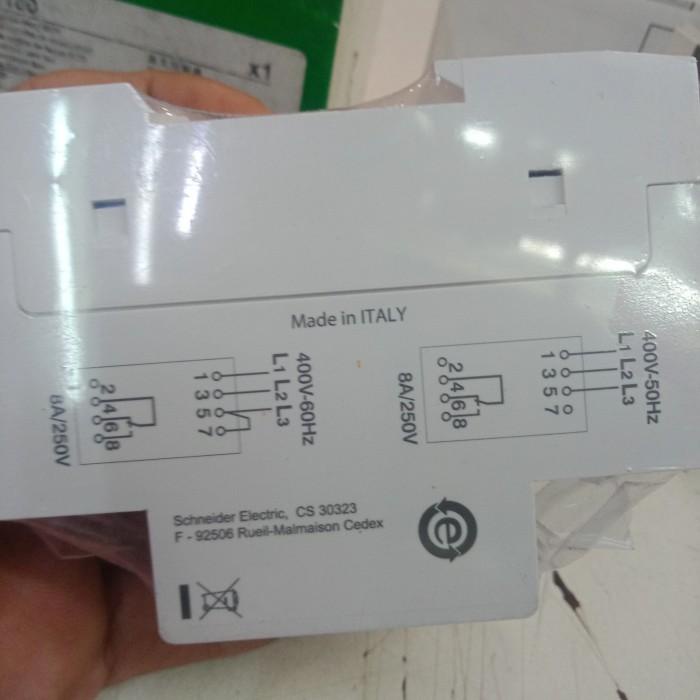 x1
Made in ITALY
400V-60Hz
L1 L2 L3
1 3 5 7
2 4 6 8
8A/250V
400V-50Hz
L1 L2 L3
1 3 5 7
2 4 6 8
8A/250V
Schneider Electric, CS 30323
F - 92506 Rueil-Malmaison Cedex
e